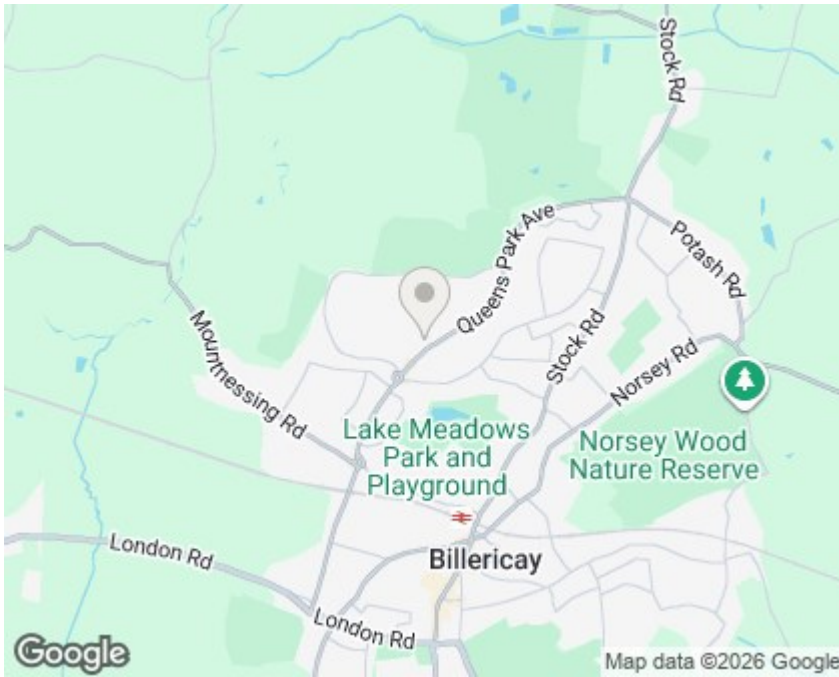 Stock Rd
Queens Park Ave
Potash Rd
Mountnessing Rd
Stock Rd
Norsey Rd
Lake Meadows
Park and
Playground
Norsey Wood
Nature Reserve
London Rd
Billericay
London Rd
Google
Map data ©2026 Google